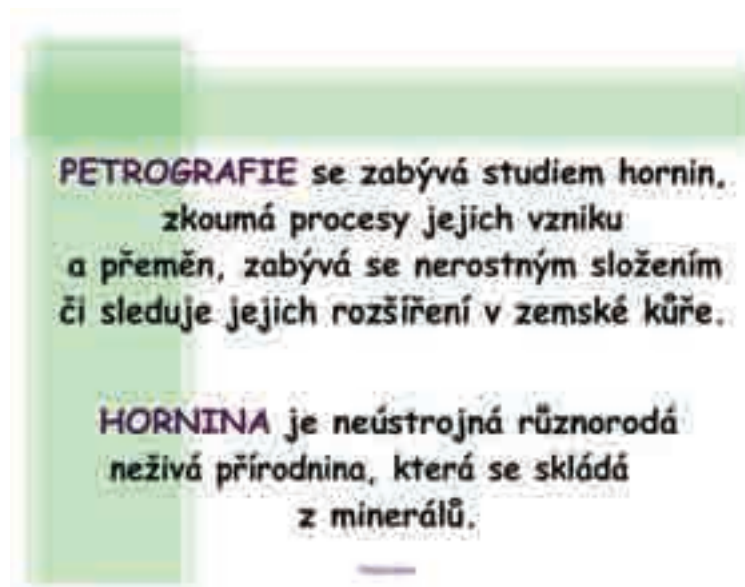 PETROGRAFIE se zabývá studiem hornin,
zkoumá procesy jejich vzniku
a přeměn, zabývá se nerostným složením
či sleduje jejich rozšíření v zemské kůře.
HORNINA je neústrojná různorodá
neživá přírodnina, která se skládá
z minerálů.